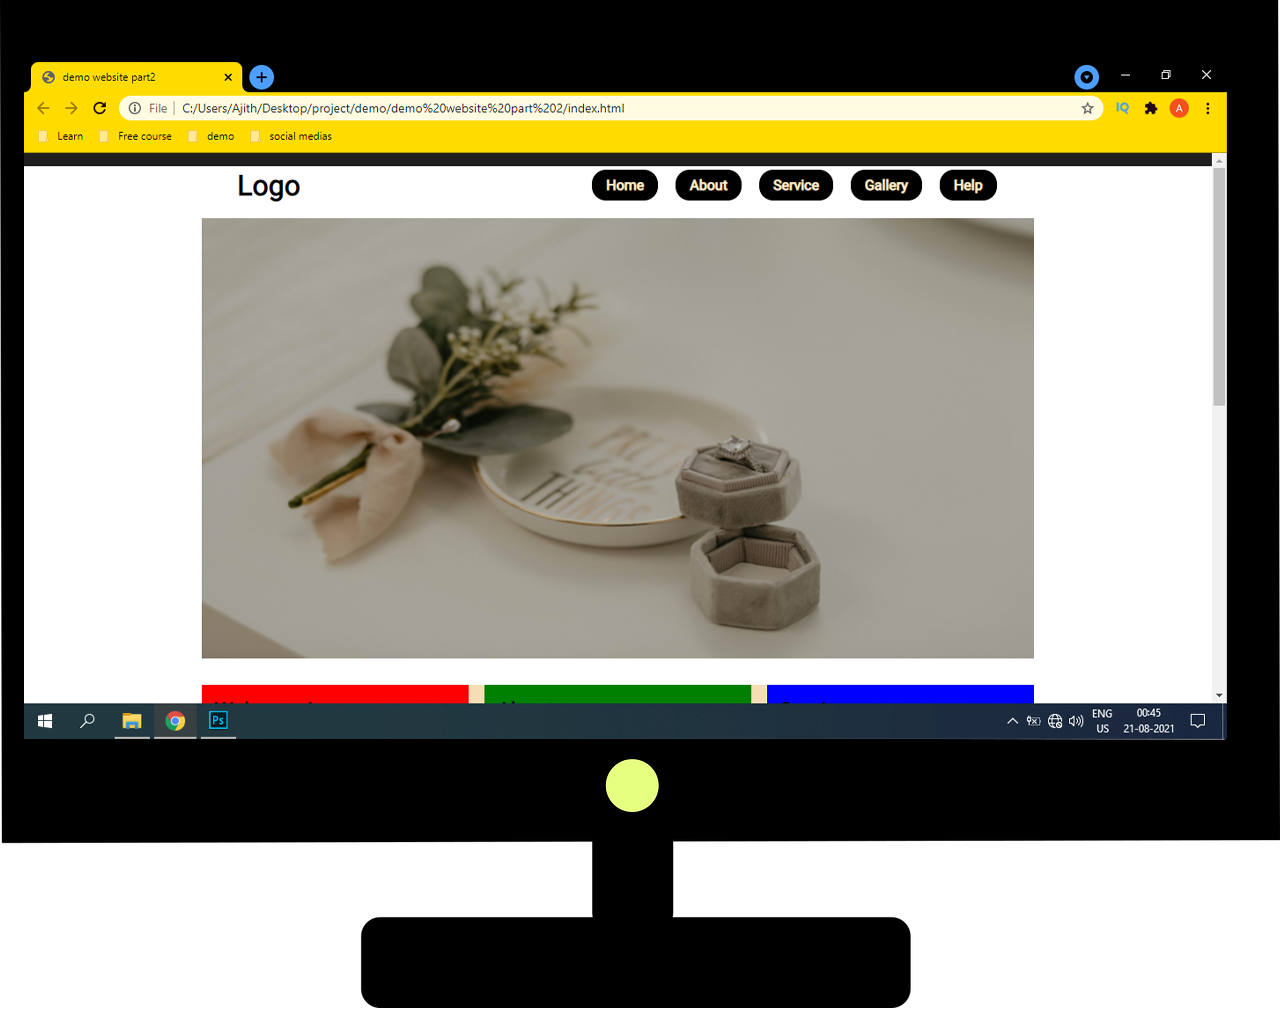 demo website part2
File C:/Users/Ajith/Desktop/project/demo/demo%20website%20part%202/index.html
IQ
A
Learn
Free course
demo
social medias
Logo
Home
About
Service
Gallery
Help
THINGS
Ps
ENG
US
00:45
21-08-2021